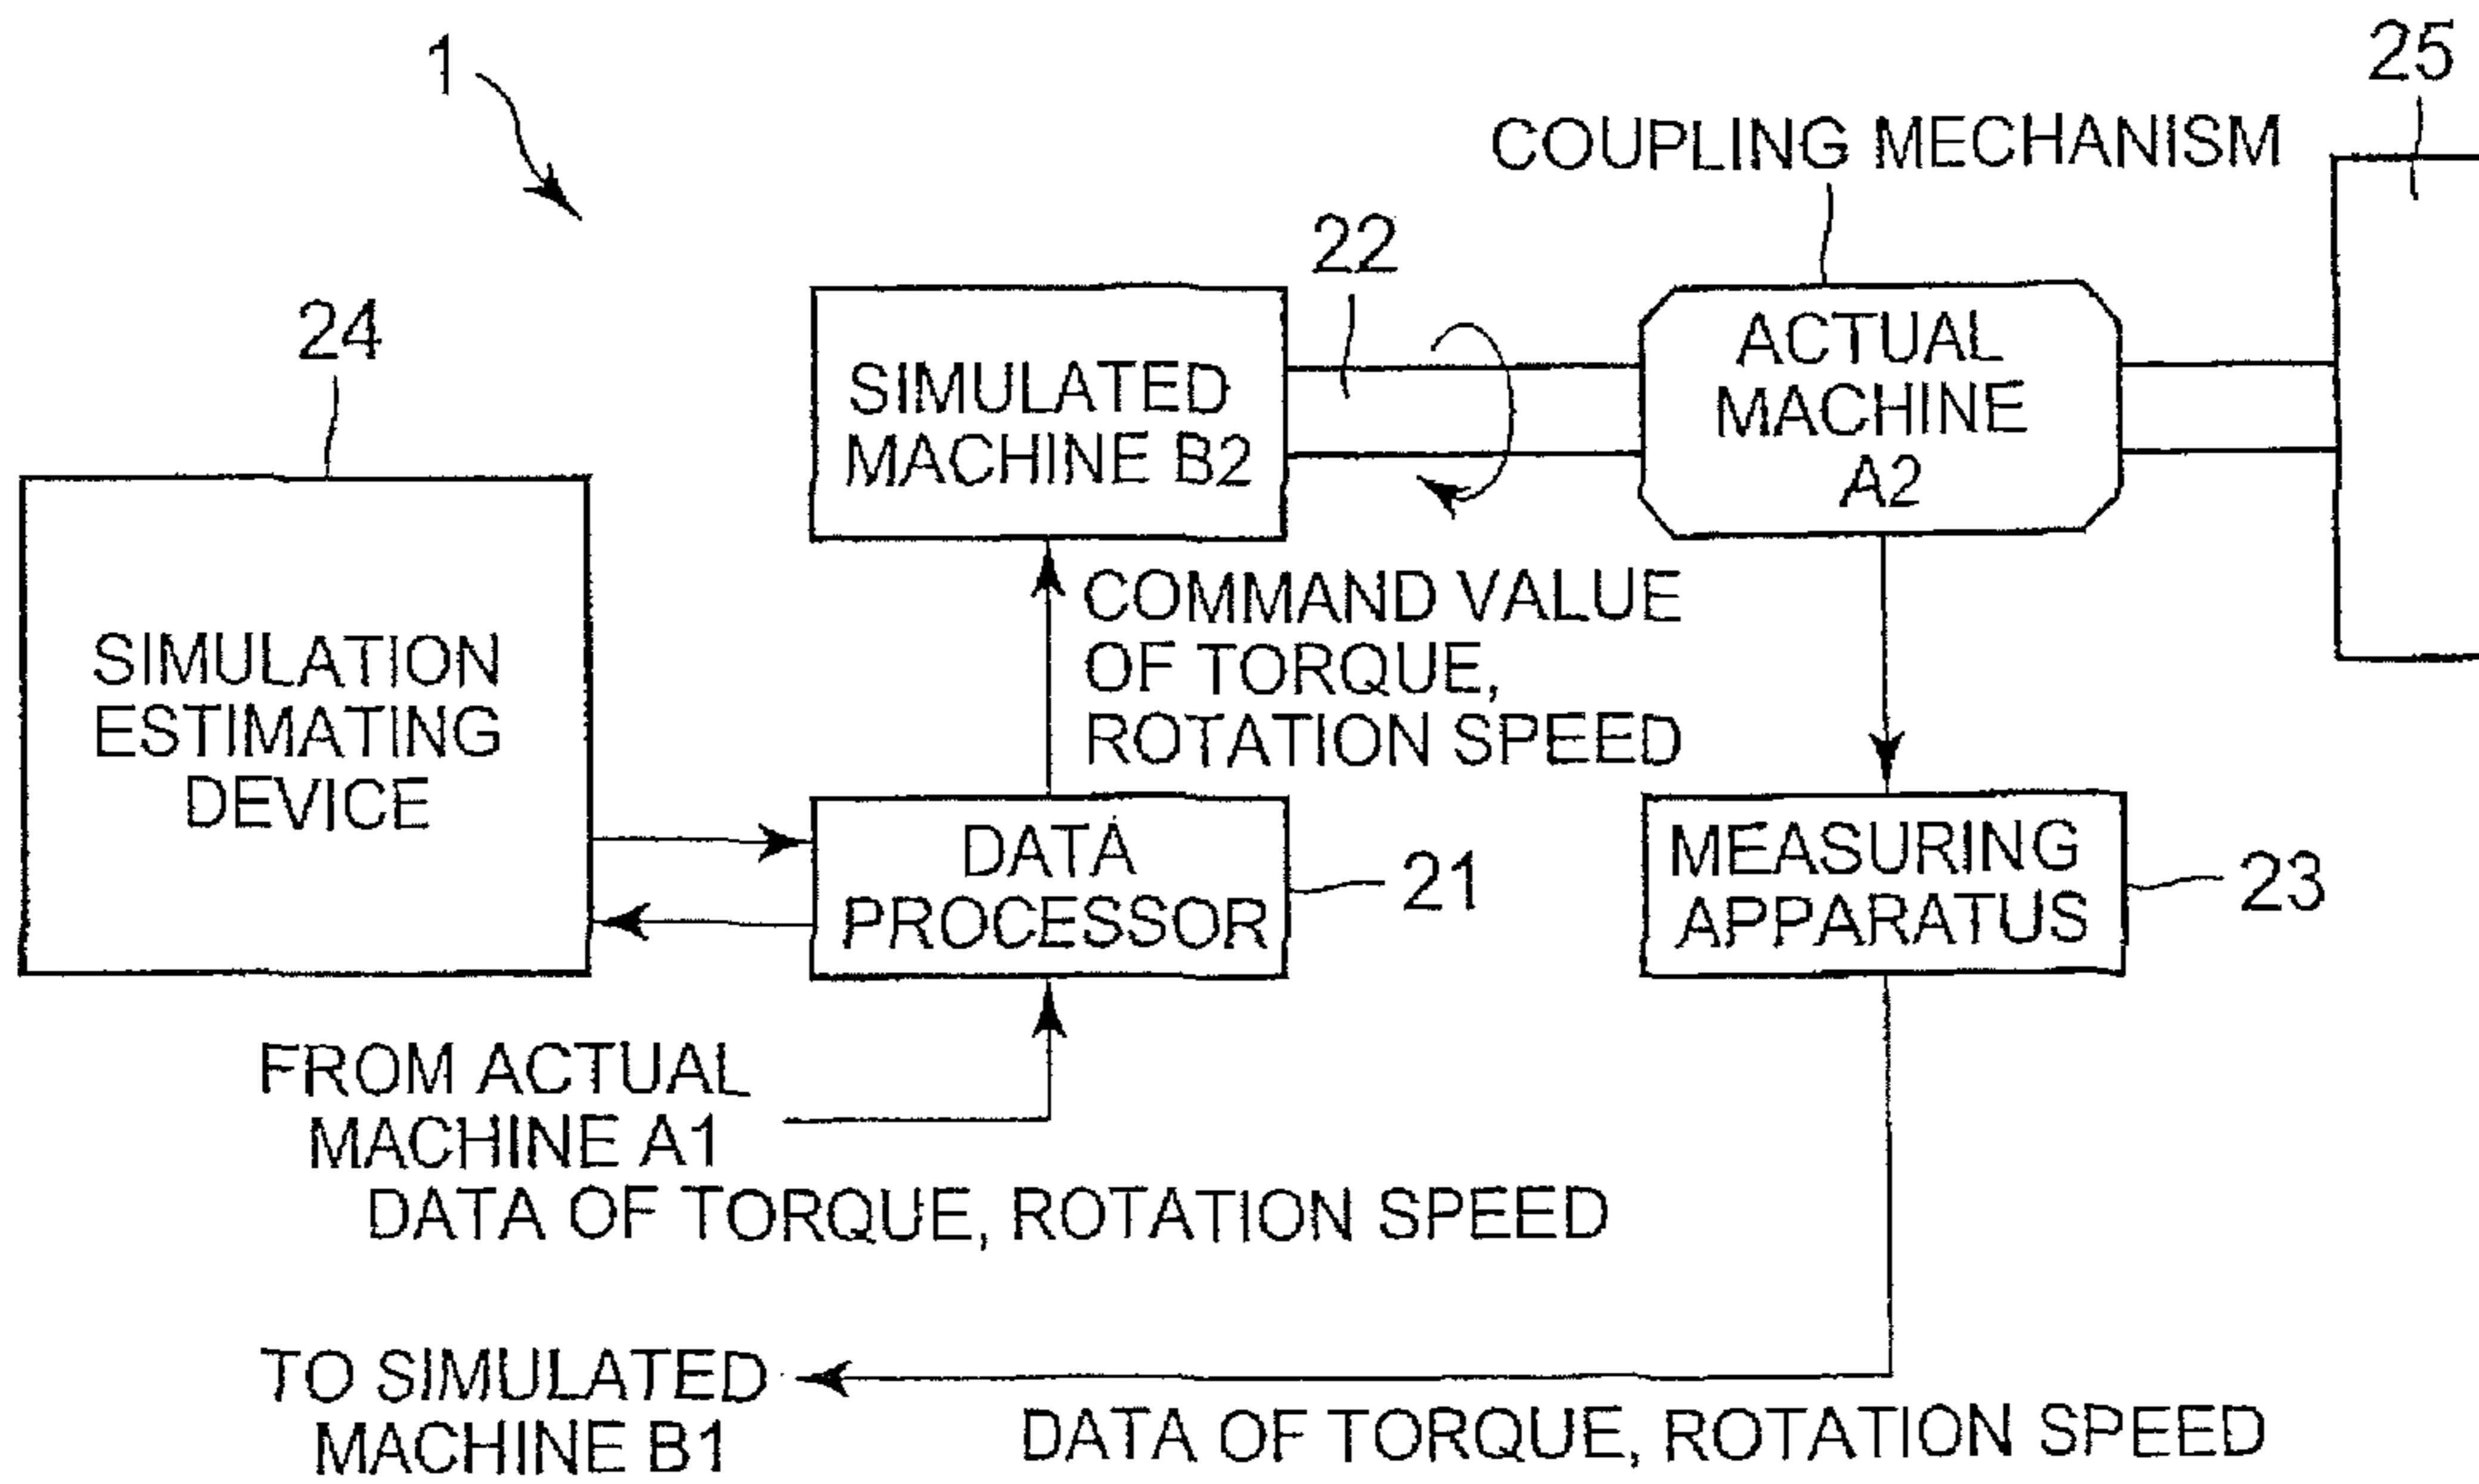 1
25
COUPLING MECHANISM
22
24
SIMULATED
MACHINE B2
ACTUAL
MACHINE
A2
COMMAND VALUE
OF TORQUE,
ROTATION SPEED
SIMULATION
ESTIMATING
DEVICE
DATA
PROCESSOR
21
MEASURING
APPARATUS
23
FROM ACTUAL
MACHINE A1
DATA OF TORQUE, ROTATION SPEED
TO SIMULATED
MACHINE B1
DATA OF TORQUE, ROTATION SPEED